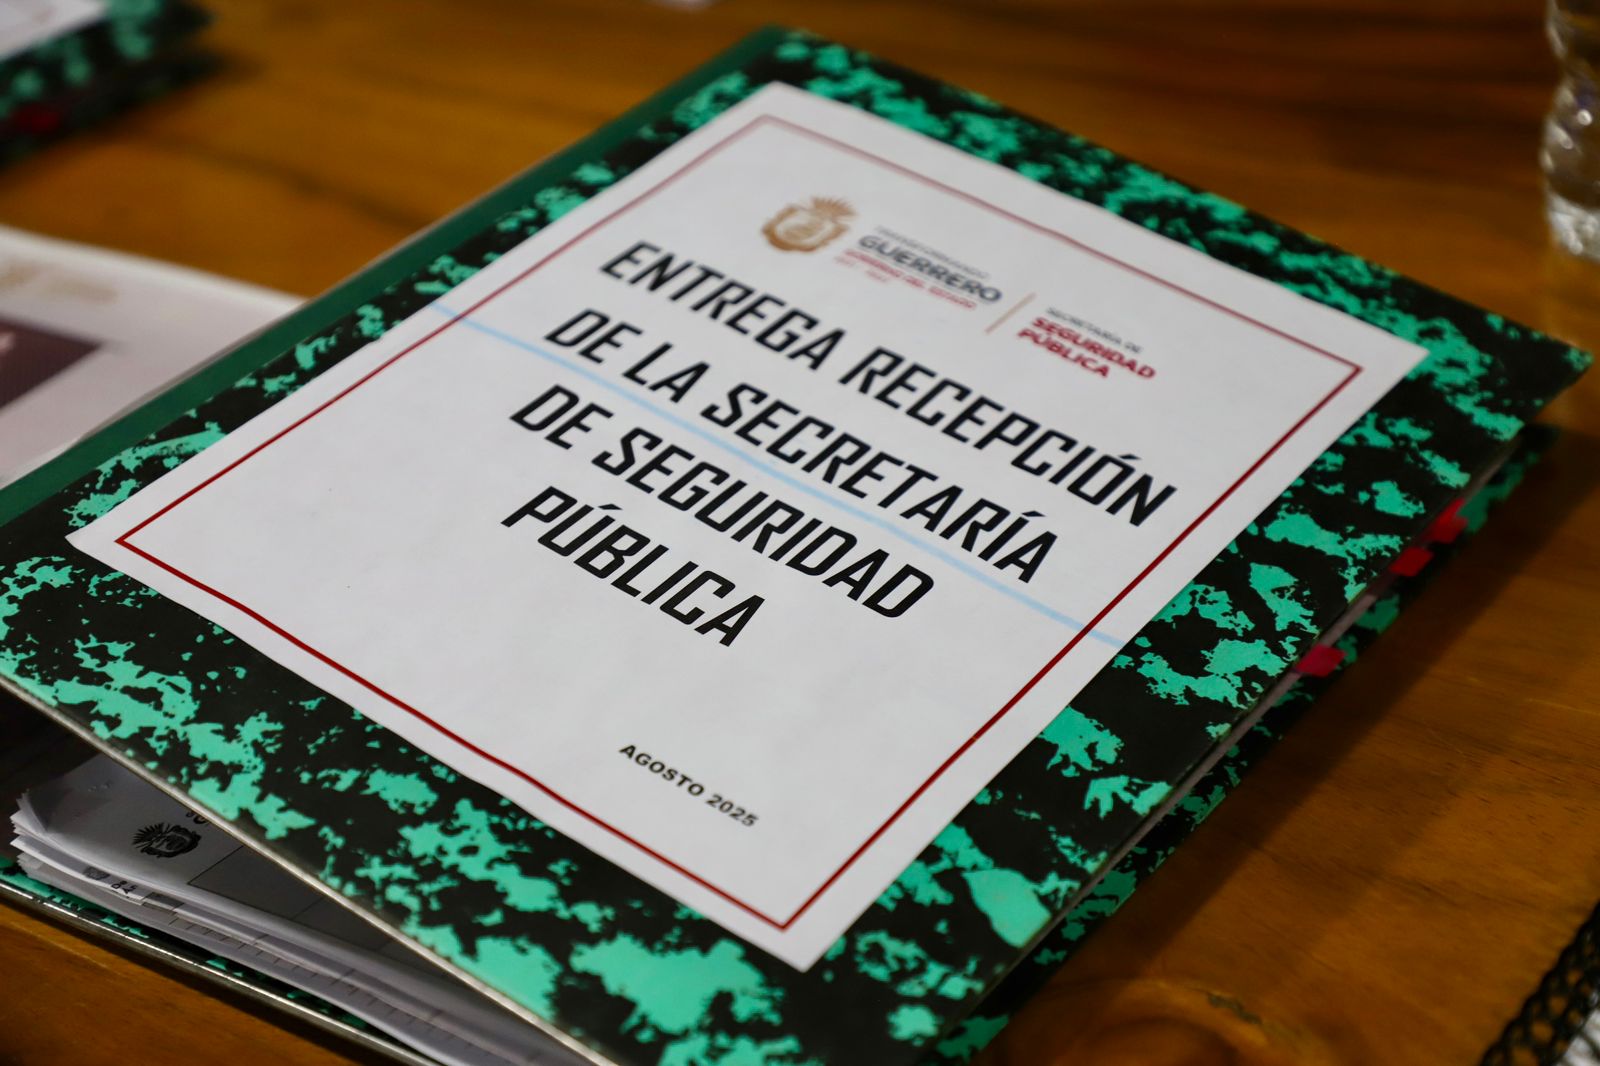 GUERRERO
SECRETARÍA DE
SEGURIDAD
PÚBLICA
ENTREGA RECEPCIÓN
DE LA SECRETARÍA
DE SEGURIDAD
PÚBLICA
AGOSTO 2025